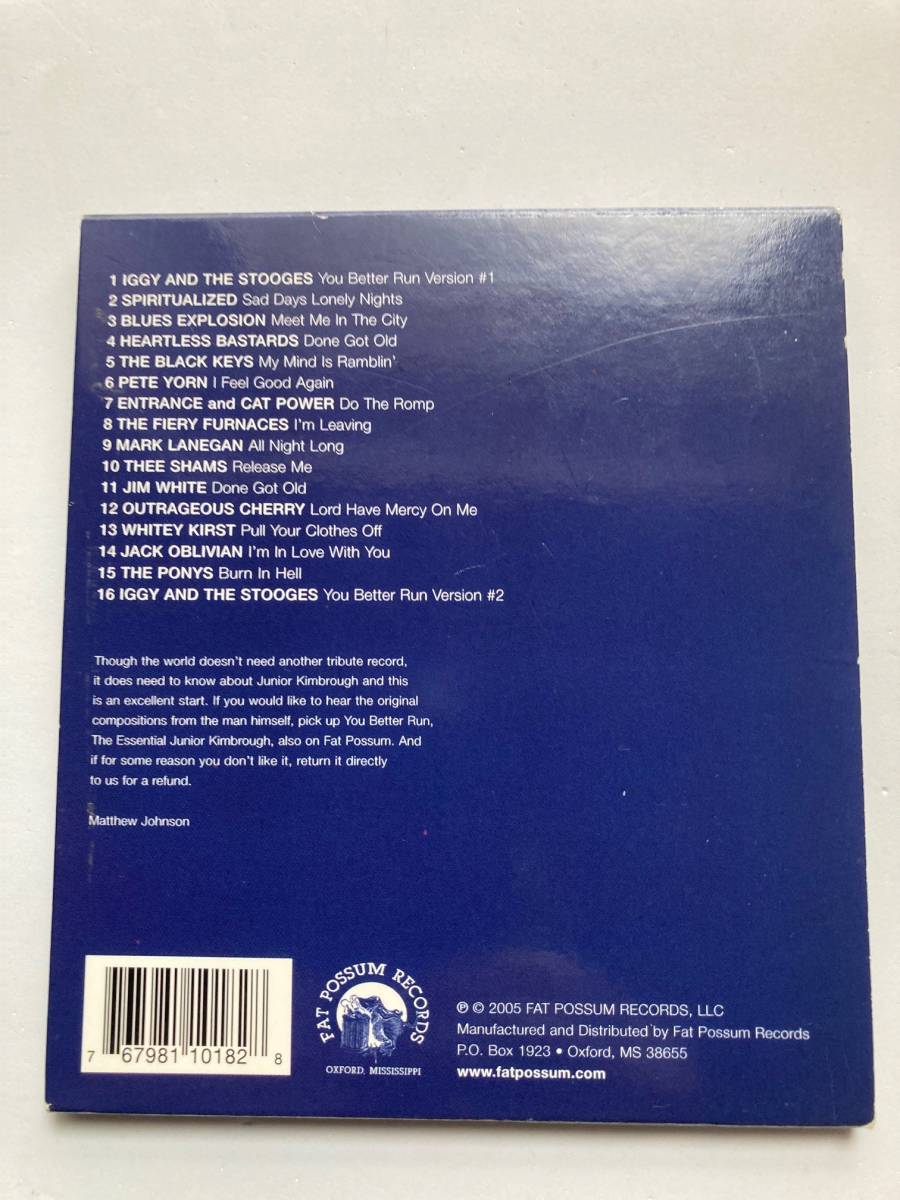 1 IGGY AND THE STOOGES You Better Run Version #1
2 SPIRITUALIZED Sad Days Lonely Nights
3 BLUES EXPLOSION Meet Me In The City
4 HEARTLESS BASTARDS Done Got Old
5 THE BLACK KEYS My Mind Is Ramblin'
6 PETE YORN I Feel Good Again
7 ENTRANCE and CAT POWER Do The Romp
8 THE FIERY FURNACES I'm Leaving
9 MARK LANEGAN All Night Long
10 THEE SHAMS Release Me
11 JIM WHITE Done Got Old
12 OUTRAGEOUS CHERRY Lord Have Mercy On Me
13 WHITEY KIRST Pull Your Clothes Off
14 JACK OBLIVIAN I'm In Love With You
15 THE PONYS Burn In Hell
16 IGGY AND THE STOOGES You Better Run Version #2
Though the world doesn't need another tribute record,
it does need to know about Junior Kimbrough and this
is an excellent start. If you would like to hear the original
compositions from the man himself, pick up You Better Run,
The Essential Junior Kimbrough, also on Fat Possum. And
if for some reason you don't like it, return it directly
to us for a refund.
Matthew Johnson
7 67981 10182 8
FAT POSSUM RECORDS
OXFORD, MISSISSIPPI
℗ © 2005 FAT POSSUM RECORDS, LLC
Manufactured and Distributed by Fat Possum Records
P.O. Box 1923 • Oxford, MS 38655
www.fatpossum.com